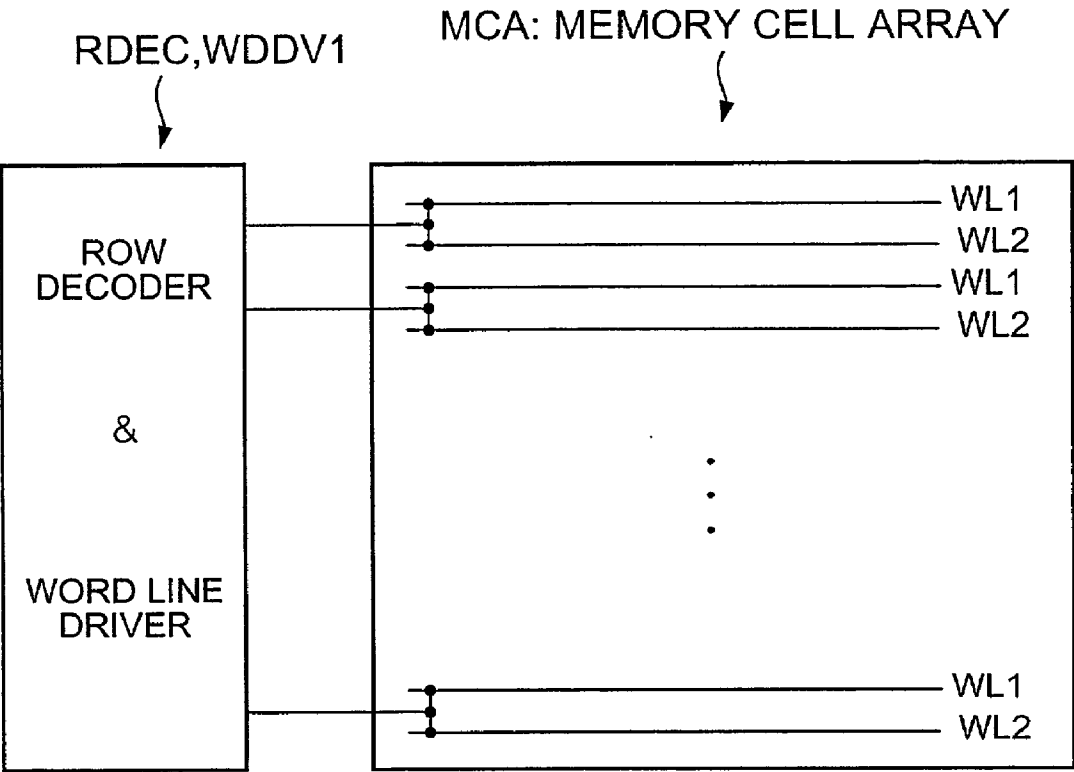 MCA: MEMORY CELL ARRAY
RDEC,WDDV1
ROW
DECODER
&
WORD LINE
DRIVER
WL1
WL2
WL1
WL2
WL1
WL2